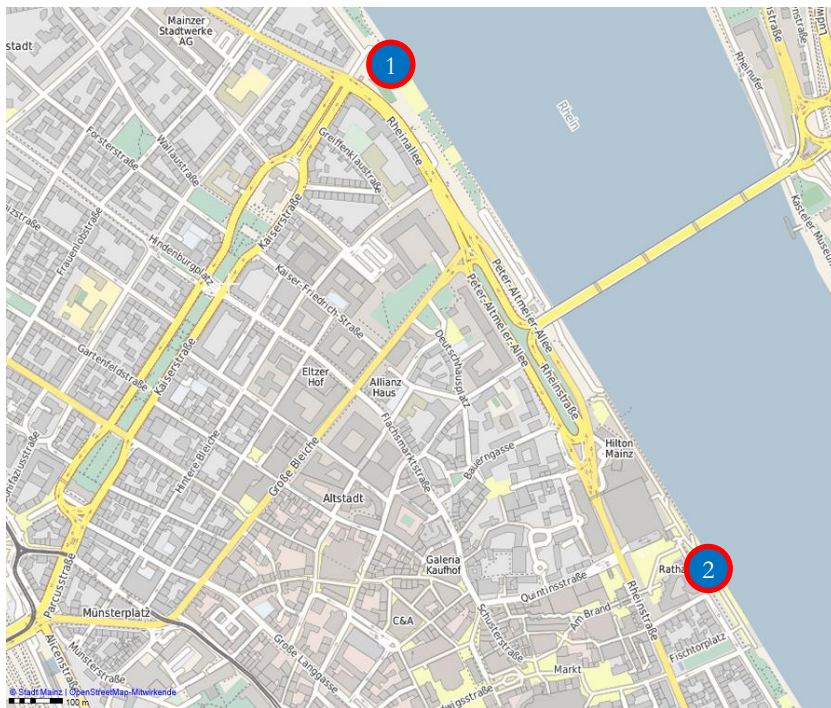 Mainzer
Stadtwerke
AG
stadt
1
Rheinufer
Rhein
Rheinallee
Greiffenklaustraße
Forsterstraße
Wallaustraße
Kaiserstraße
Frauenlobstraße
Hindenburgplatz
Kaiser-Friedrich-Straße
Peter-Altmeier-Allee
Peter-Altmeier-Allee
Kasteler Museum
Gartenfeldstraße
Kaiserstraße
Eltzer
Hof
Allianz
Haus
Deutschhausplatz
Rheinstraße
Hintere Bleiche
Große Bleiche
Flachsmarktstraße
Bauerngasse
Hilton
Mainz
Altstadt
Galeria
Kaufhof
Quintinsstraße
Ratha
2
Parcusstraße
Münsterplatz
C&A
Schusterstraße
Am Brand
Rheinstraße
Fischtorplatz
Alicenstraße
Münsterstraße
Große Langgasse
Markt
© Stadt Mainz | OpenStreetMap-Mitwirkende
100 m